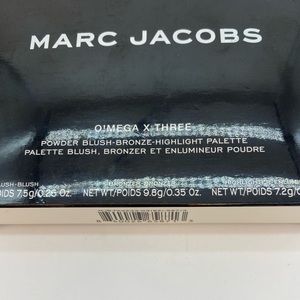 MARC JACOBS
O!MEGA X THREE
POWDER BLUSH-BRONZE-HIGHLIGHT PALETTE
PALETTE BLUSH, BRONZER ET ENLUMINEUR POUDRE
NET WT/POIDS 9.8g/0.35 Oz. NET WT/POIDS 7.2g/